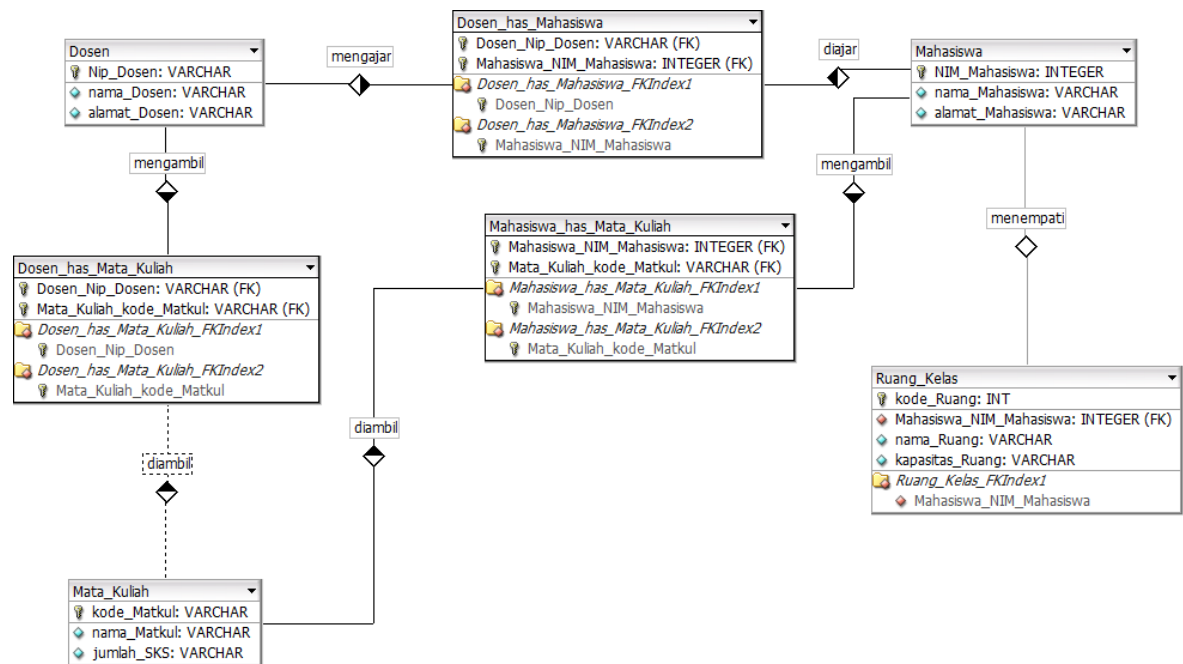 Dosen
Nip_Dosen: VARCHAR
nama_Dosen: VARCHAR
alamat_Dosen: VARCHAR
mengajar
Dosen_has_Mahasiswa
Dosen_Nip_Dosen: VARCHAR (FK)
Mahasiswa_NIM_Mahasiswa: INTEGER (FK)
Dosen_has_Mahasiswa_FKIndex1
Dosen_Nip_Dosen
Dosen_has_Mahasiswa_FKIndex2
Mahasiswa_NIM_Mahasiswa
diajar
Mahasiswa
NIM_Mahasiswa: INTEGER
nama_Mahasiswa: VARCHAR
alamat_Mahasiswa: VARCHAR
mengambil
mengambil
menempati
Dosen_has_Mata_Kuliah
Dosen_Nip_Dosen: VARCHAR (FK)
Mata_Kuliah_kode_Matkul: VARCHAR (FK)
Dosen_has_Mata_Kuliah_FKIndex1
Dosen_Nip_Dosen
Dosen_has_Mata_Kuliah_FKIndex2
Mata_Kuliah_kode_Matkul
Mahasiswa_has_Mata_Kuliah
Mahasiswa_NIM_Mahasiswa: INTEGER (FK)
Mata_Kuliah_kode_Matkul: VARCHAR (FK)
Mahasiswa_has_Mata_Kuliah_FKIndex1
Mahasiswa_NIM_Mahasiswa
Mahasiswa_has_Mata_Kuliah_FKIndex2
Mata_Kuliah_kode_Matkul
Ruang_Kelas
kode_Ruang: INT
Mahasiswa_NIM_Mahasiswa: INTEGER (FK)
nama_Ruang: VARCHAR
kapasitas_Ruang: VARCHAR
Ruang_Kelas_FKIndex1
Mahasiswa_NIM_Mahasiswa
diambil
diambil
Mata_Kuliah
kode_Matkul: VARCHAR
nama_Matkul: VARCHAR
jumlah_SKS: VARCHAR